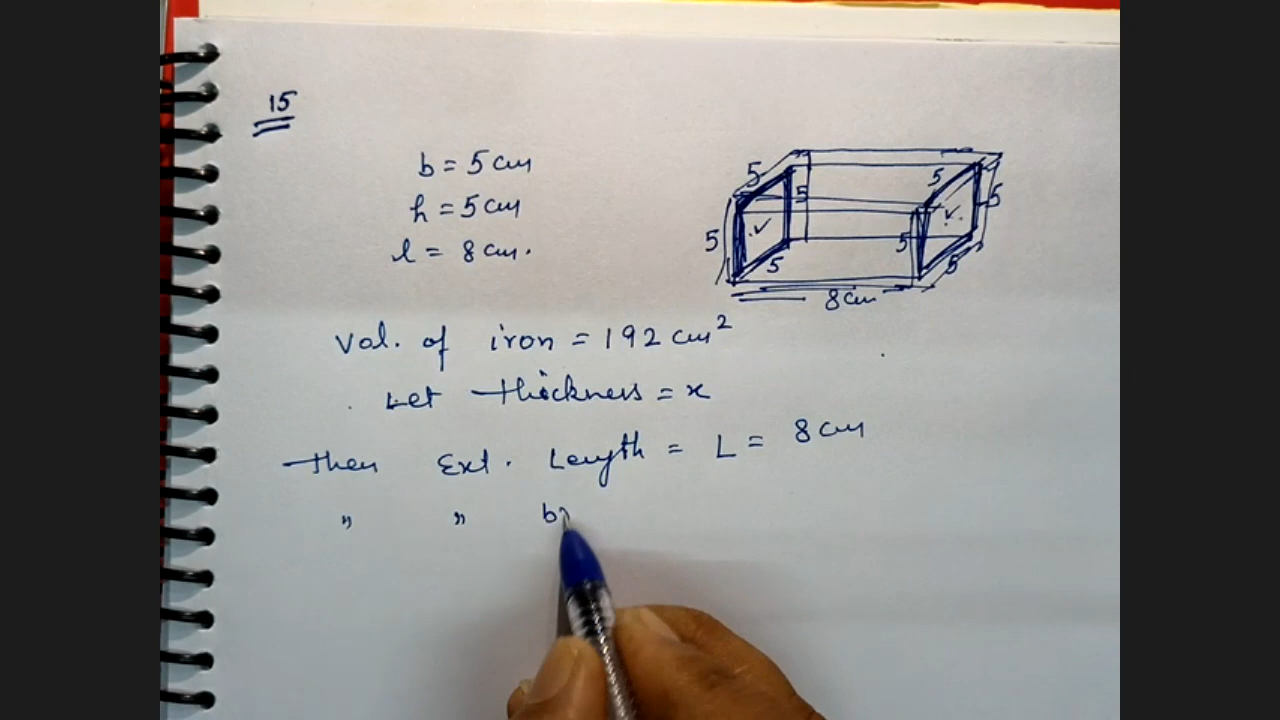 15
b = 5 cm
h = 5 cm
l = 8 cm.
5 5 5 5
5 5 5 5
8 cm
Vol. of iron = 192 cm²
Let thickness = x
Then Ext. Length = L = 8 cm
" " b